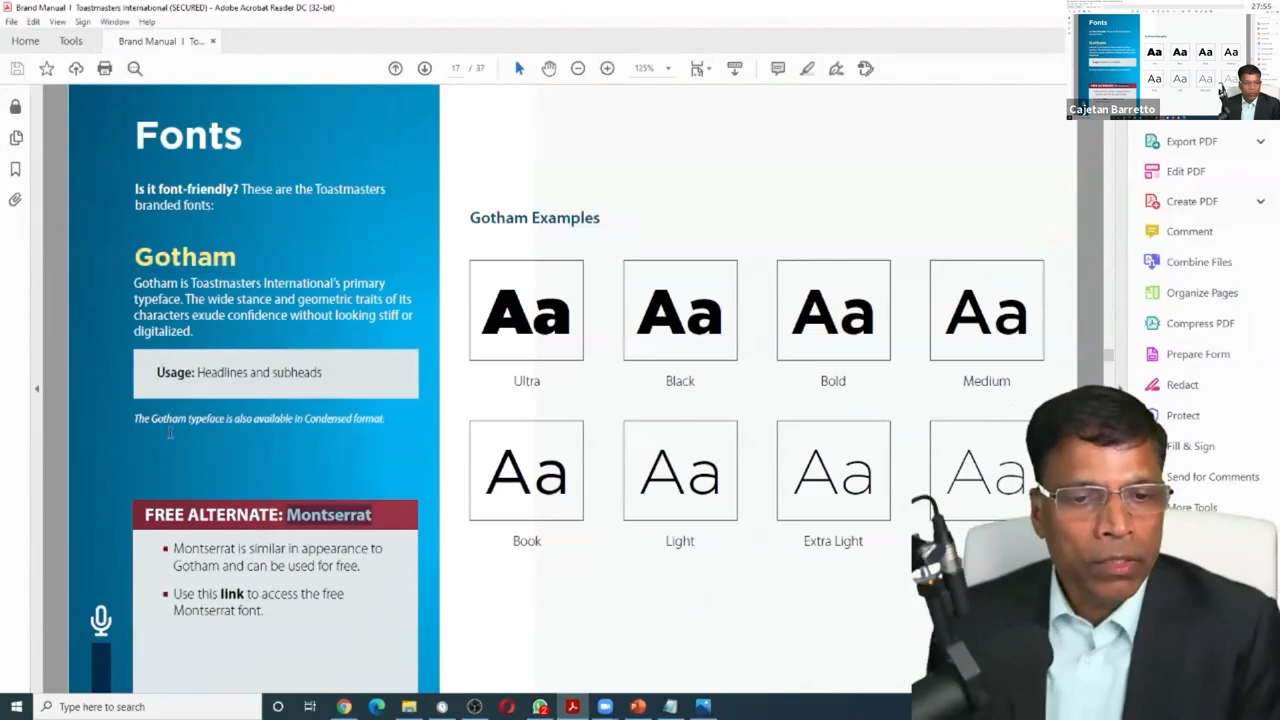 Brand Manual | Toastmasters International (SECURED) - Adobe Acrobat Reader DC (32-bit)
27:55
File Edit View Sign Window Help
Home Tools Brand Manual | To... ×
Fonts
Is it font-friendly? These are the Toastmasters
branded fonts:
Gotham
Gotham is Toastmasters International's primary
typeface. The wide stance and geometric traits of its
characters exude confidence without looking stiff or
digitalized.
Usage: Headlines and subheads
The Gotham typeface is also available in Condensed format.
FREE ALTERNATE: Montserrat
Montserrat is similar in appearance to
Gotham and can be used for free.
Use this link to access the free
Montserrat font.
Gotham Examples
Aa Aa Aa Aa
Ultra Black Bold Medium
Aa Aa Aa Aa
Book Light Extra Light
Fonts
Gotham
Cajetan Barretto
Export PDF
Edit PDF
Create PDF
Comment
Combine Files
Organize Pages
Compress PDF
Prepare Form
Redact
Protect
Fill & Sign
Send for Comments
More Tools
Type here to search
2